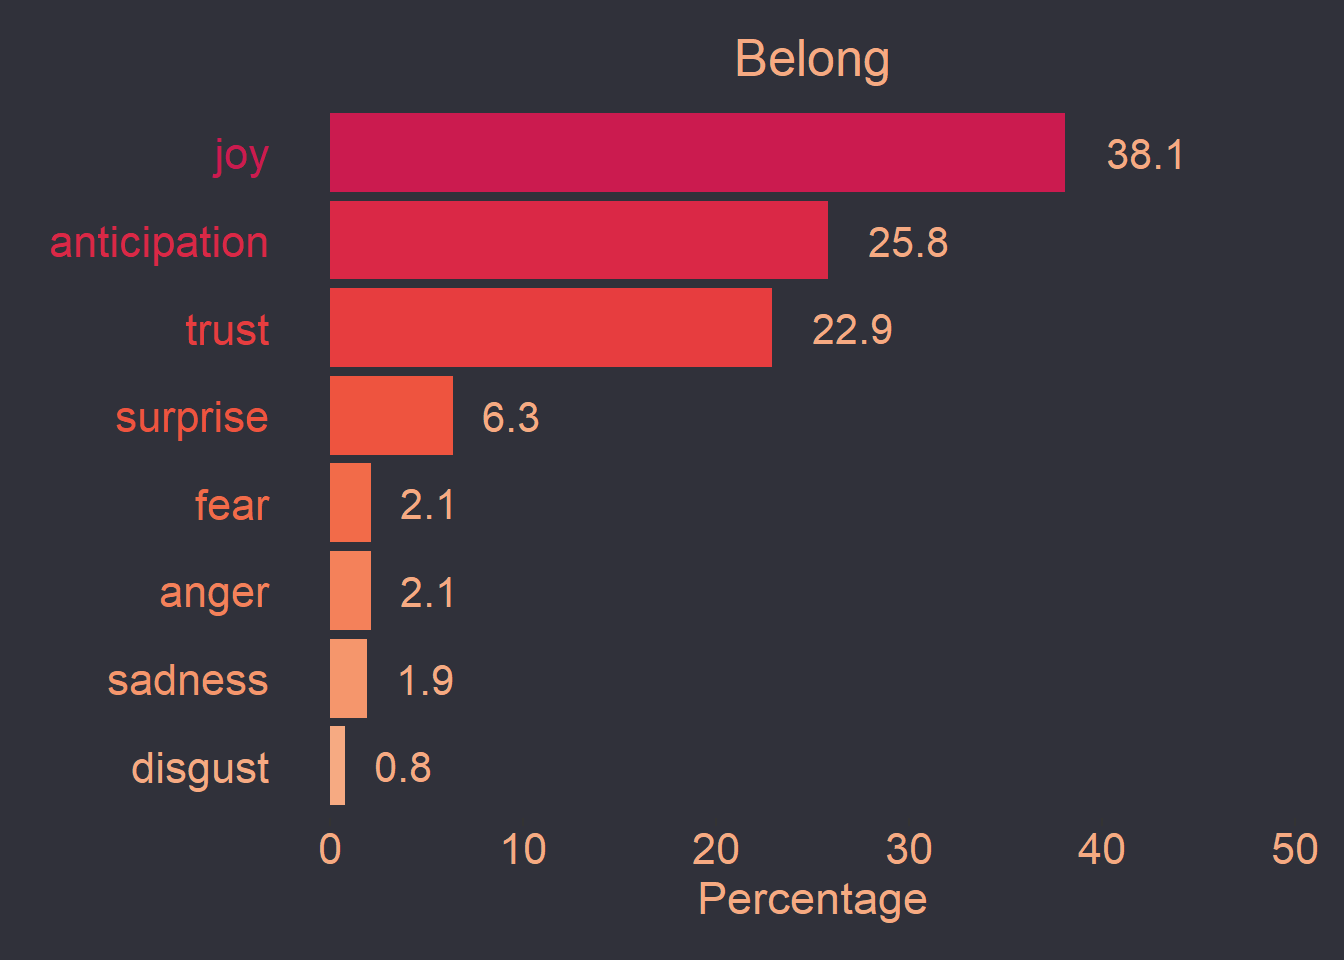 Belong
joy 38.1
anticipation 25.8
trust 22.9
surprise 6.3
fear 2.1
anger 2.1
sadness 1.9
disgust 0.8
0 10 20 30 40 50
Percentage